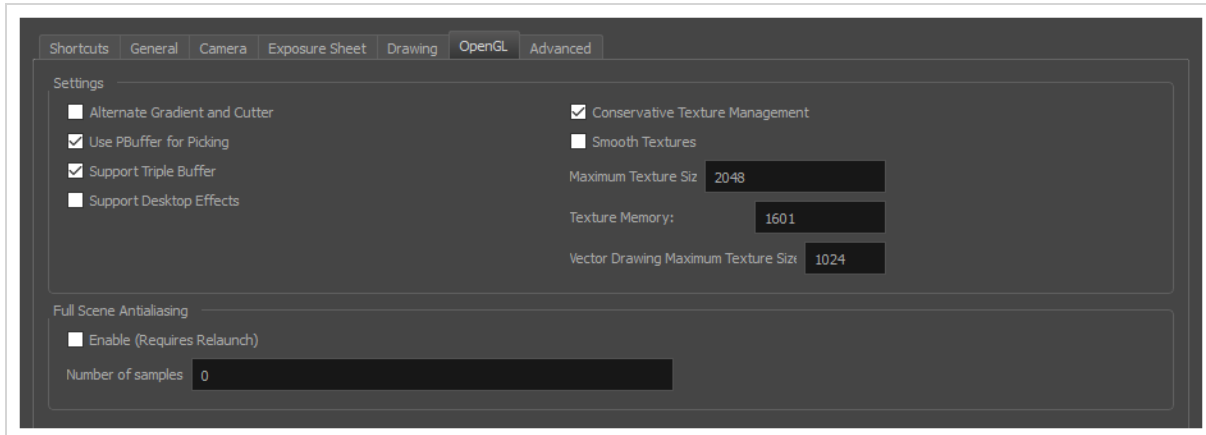 Shortcuts General Camera Exposure Sheet Drawing OpenGL Advanced
Settings
Alternate Gradient and Cutter
Use PBuffer for Picking
Support Triple Buffer
Support Desktop Effects
Conservative Texture Management
Smooth Textures
Maximum Texture Siz 2048
Texture Memory: 1601
Vector Drawing Maximum Texture Size 1024
Full Scene Antialiasing
Enable (Requires Relaunch)
Number of samples 0